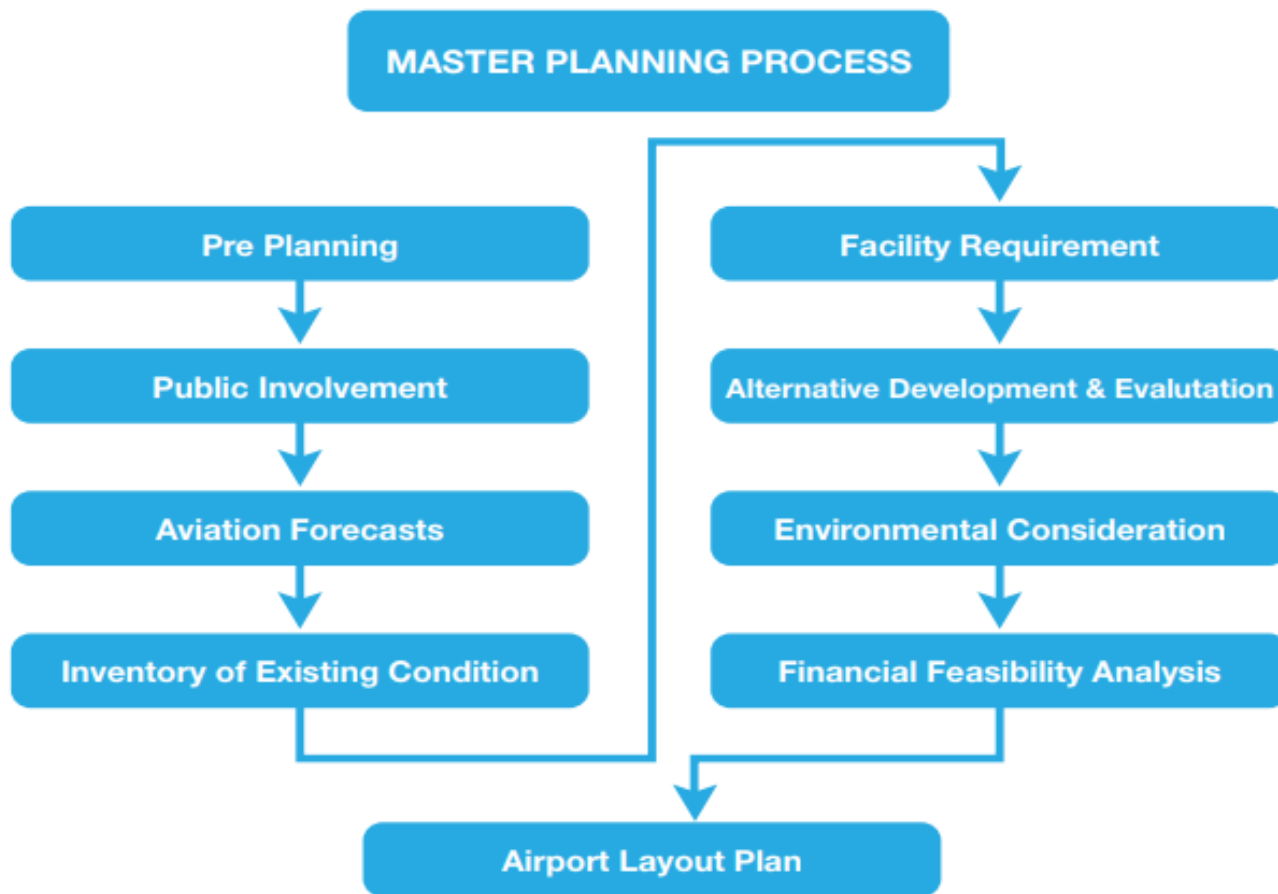 MASTER PLANNING PROCESS
Pre Planning
Public Involvement
Aviation Forecasts
Inventory of Existing Condition
Facility Requirement
Alternative Development & Evalutation
Environmental Consideration
Financial Feasibility Analysis
Airport Layout Plan